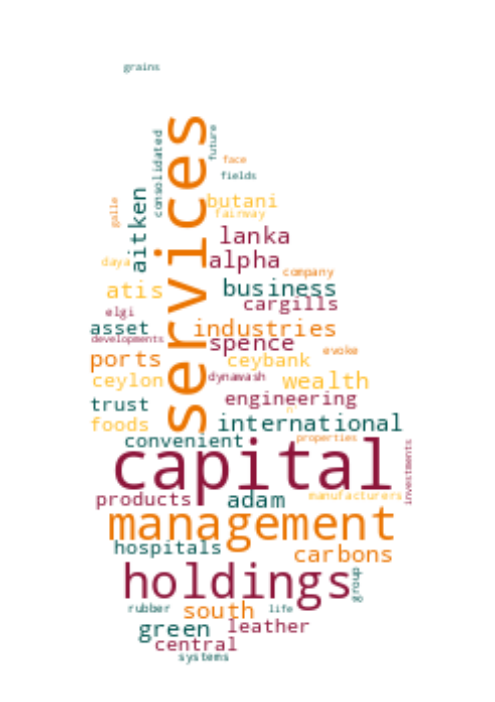 grains
services
consolidated
future
face
fields
galle
aitken
butani
fairway
lanka
daya
alpha
company
atis
business
cargills
elgi
asset
industries
developments
spence
evoke
ports
ceybank
ceylon
dynawash
wealth
trust
engineering
n'
foods
international
convenient
properties
capital
investments
products
adam
manufacturers
management
hospitals
carbons
holdings
group
rubber
south
life
green
leather
central
systems